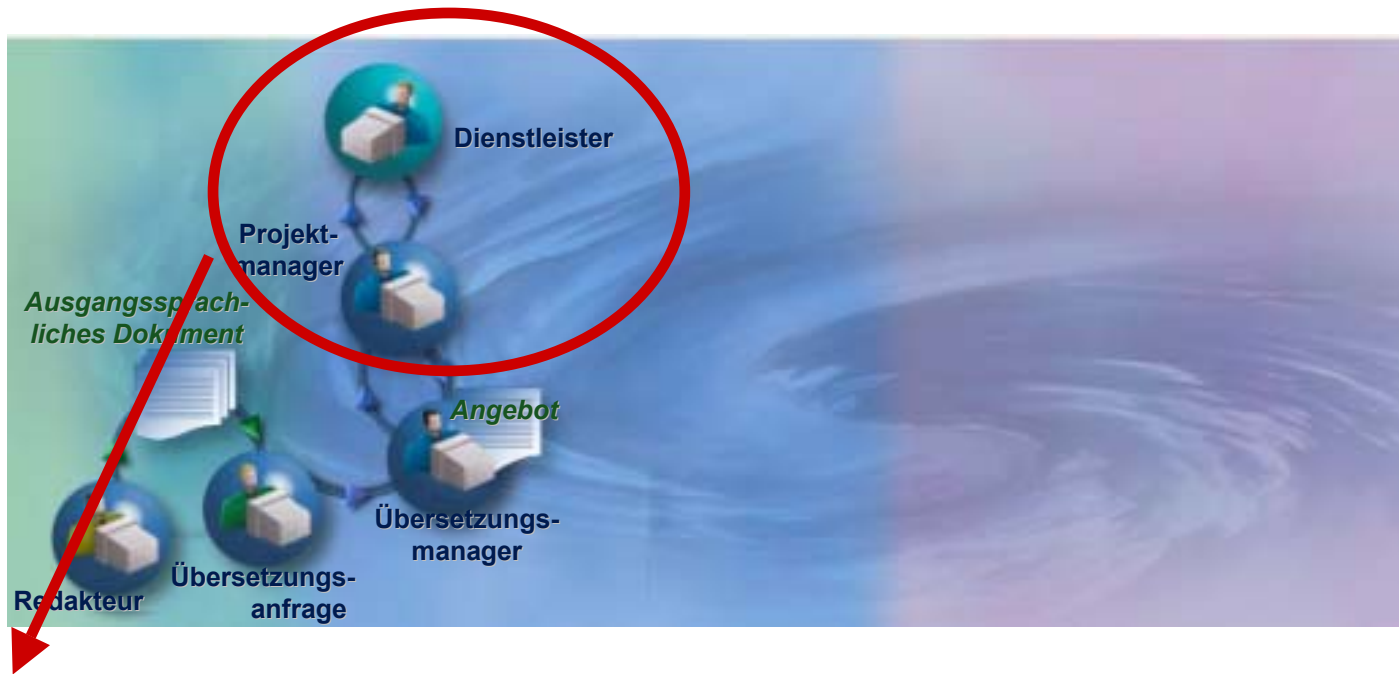 Dienstleister
Projekt-
manager
Ausgangssprach-
liches Dokument
Angebot
Übersetzungs-
manager
Übersetzungs-
anfrage
Redakteur